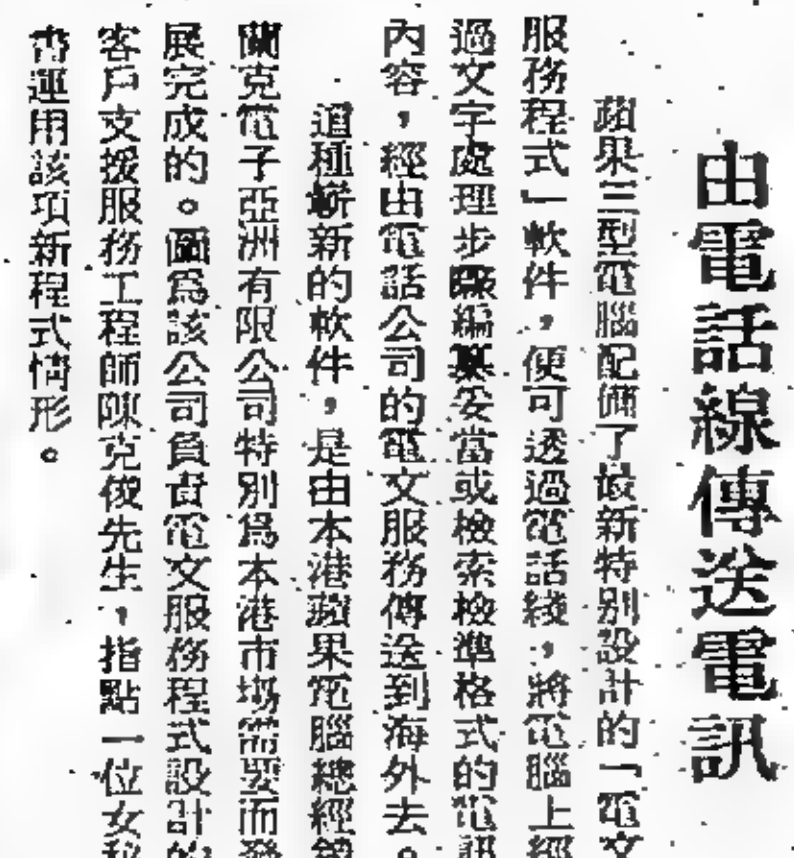 由電話線傳送電訊
蘋果三型電腦配備了最新特別設計的「電文
服務程式」軟件，便可透過電話綫，將電腦上經
過文字處理步驟編纂妥當或檢索檢準格式的電訊
內容，經由電話公司的電文服務傳送到海外去。
這種嶄新的軟件，是由本港蘋果電腦總經銷
蘭克電子亞洲有限公司特別爲本港市場需要而發
展完成的。圖爲該公司負責電文服務程式設計的
客戶支援服務工程師陳克俊先生，指點一位女秘
書運用該項新程式情形。